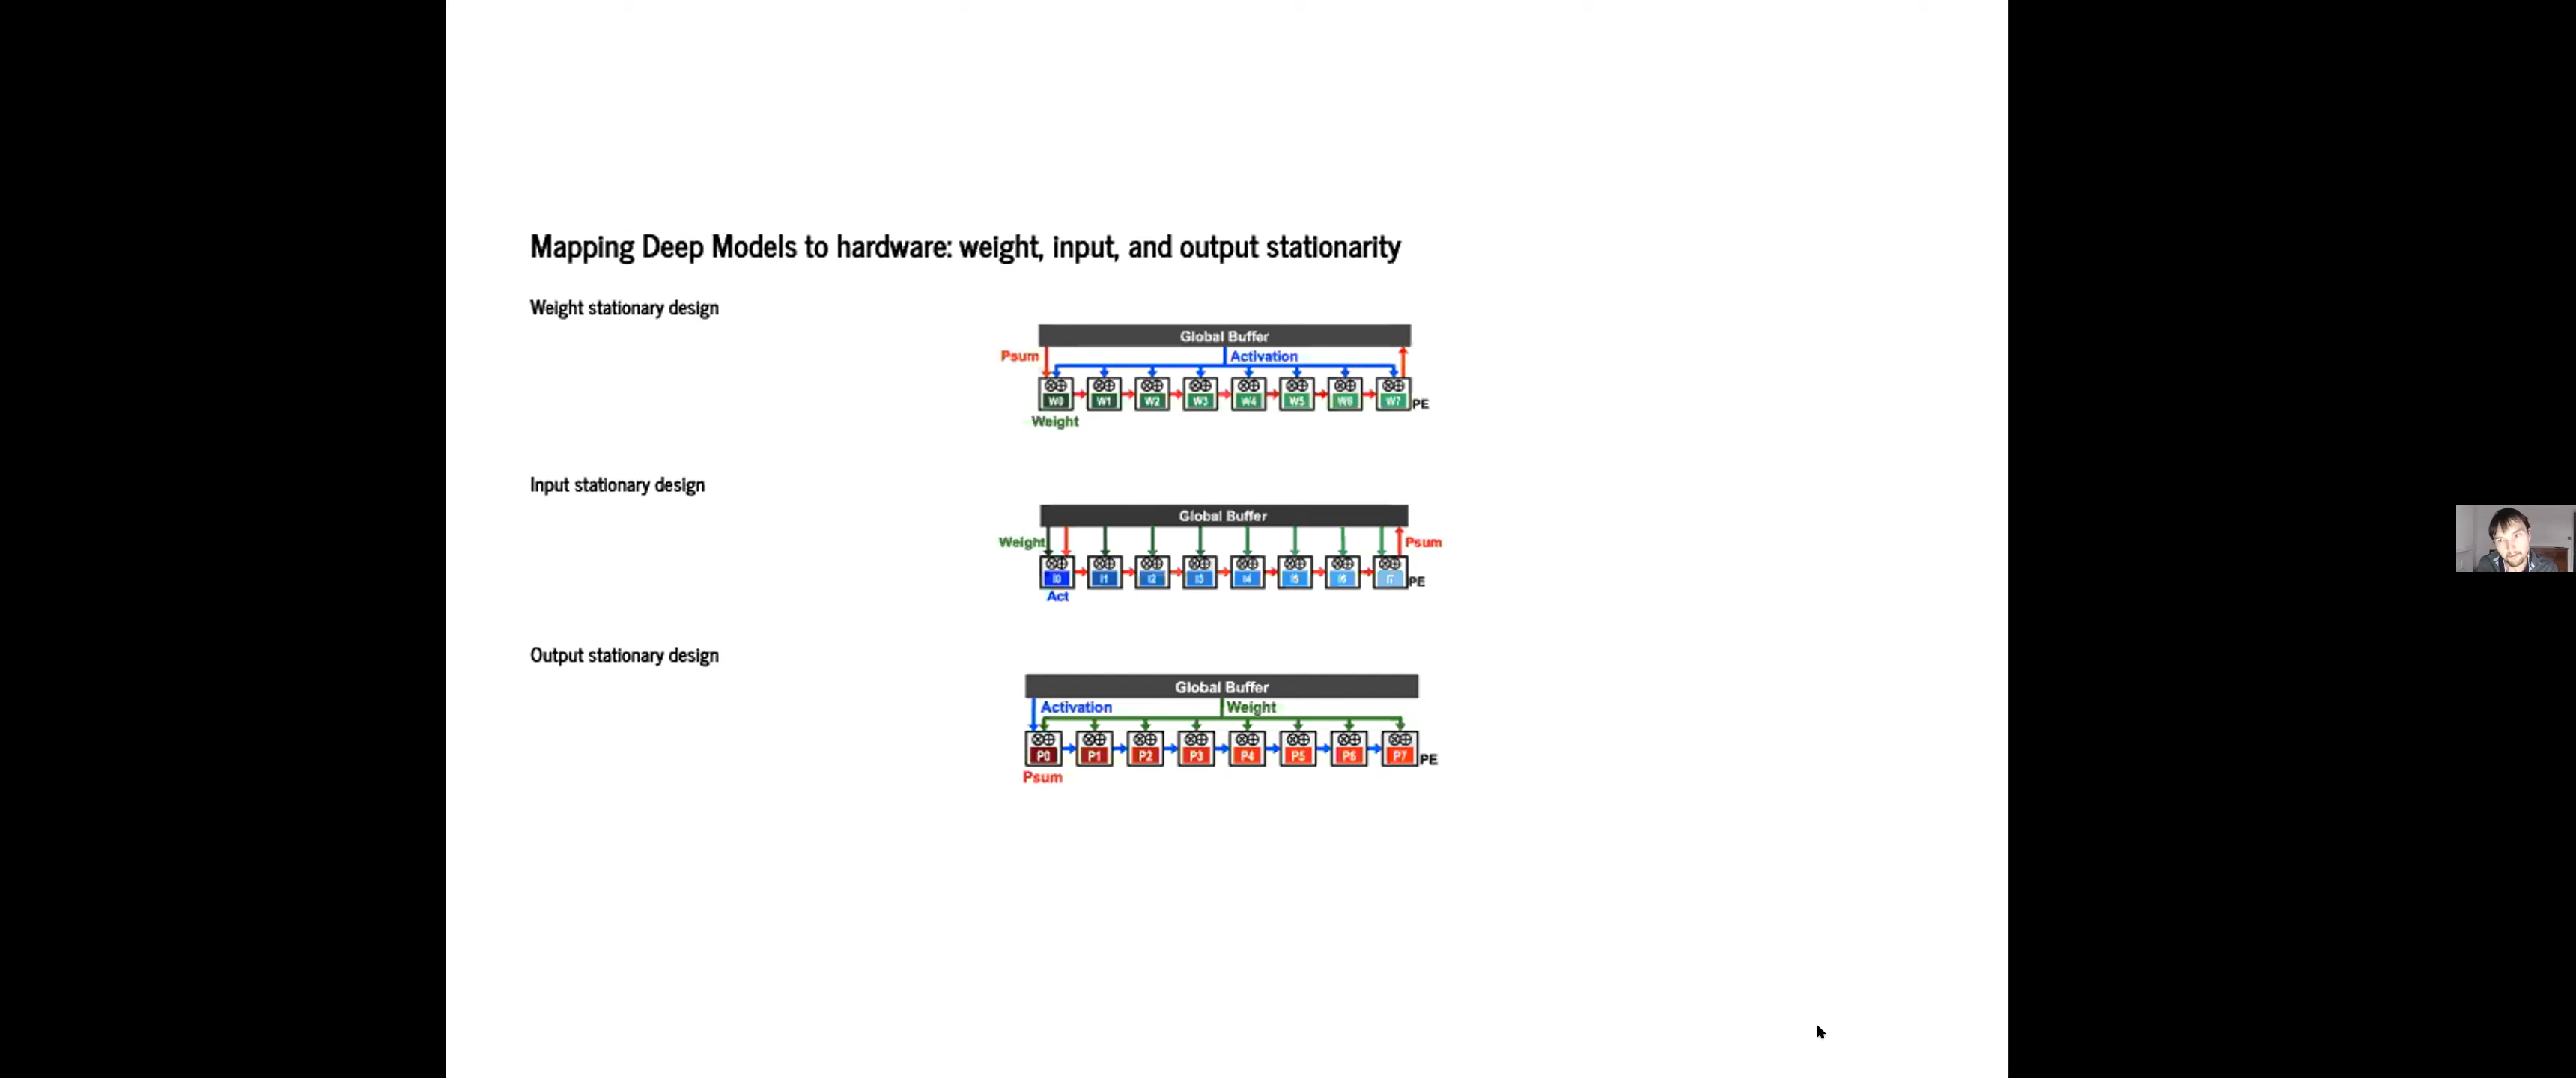 Mapping Deep Models to hardware: weight, input, and output stationarity
Weight stationary design
Global Buffer
Psum
Activation
W0 W1 W2 W3 W4 W5 W6 W7 PE
Weight
Input stationary design
Global Buffer
Weight
Psum
I0 I1 I2 I3 I4 I5 I6 I7 PE
Act
Output stationary design
Global Buffer
Activation
Weight
P0 P1 P2 P3 P4 P5 P6 P7 PE
Psum